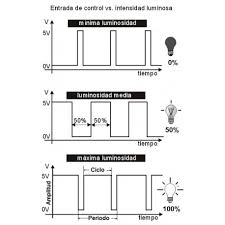 Entrada de control vs. intensidad luminosa
mínima luminosidad
5V
0V
tiempo
0%
luminosidad media
5V
50% 50%
0V
tiempo
50%
máxima luminosidad
V
5V
Ciclo
Amplitud
0V
Periodo
tiempo
100%